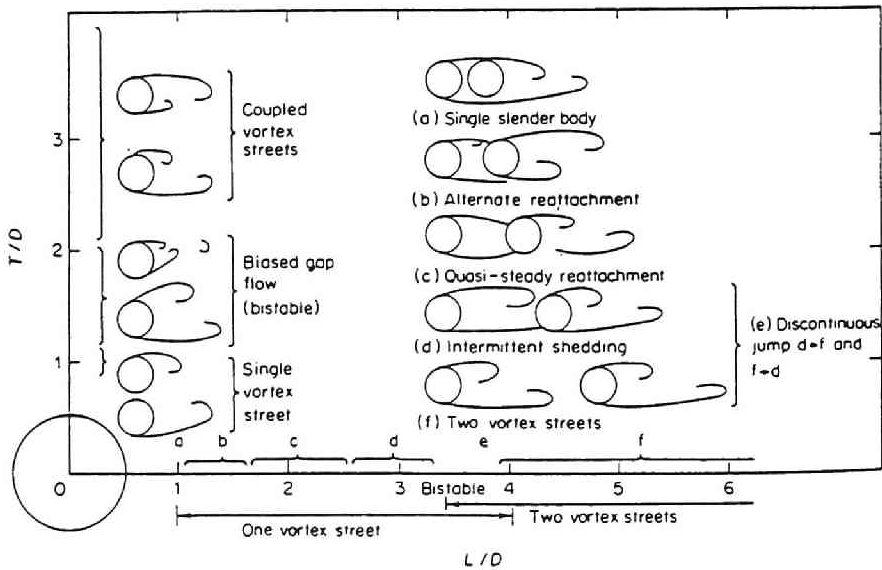 T/D
3
2
1
0
Coupled
vortex
streets
Biased gap
flow
(bistable)
Single
vortex
street
(a) Single slender body
(b) Alternate reattachment
(c) Quasi-steady reattachment
(d) Intermittent shedding
(e) Discontinuous
jump d→f and
f→d
(f) Two vortex streets
a b c d e f
1 2 3 Bistable 4 5 6
One vortex street
Two vortex streets
L/D